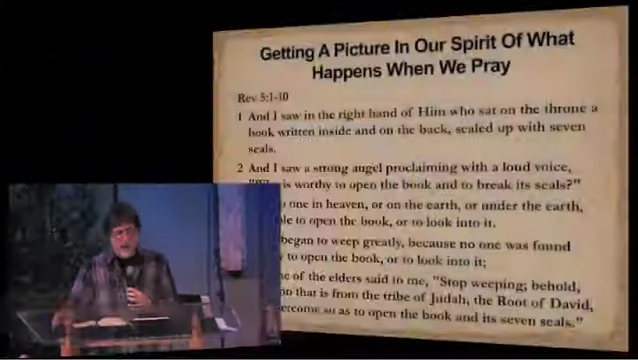 Getting A Picture In Our Spirit Of What
Happens When We Pray
Rev 5:1-10
1 And I saw in the right hand of Him who sat on the throne a
book written inside and on the back, sealed up with seven
seals.
2 And I saw a strong angel proclaiming with a loud voice,
is worthy to open the book and to break its seals?"
one in heaven, or on the earth, or under the earth,
to open the book, or to look into it.
began to weep greatly, because no one was found
to open the book, or to look into it;
of the elders said to me, "Stop weeping; behold,
that is from the tribe of Judah, the Root of David,
so as to open the book and its seven seals."